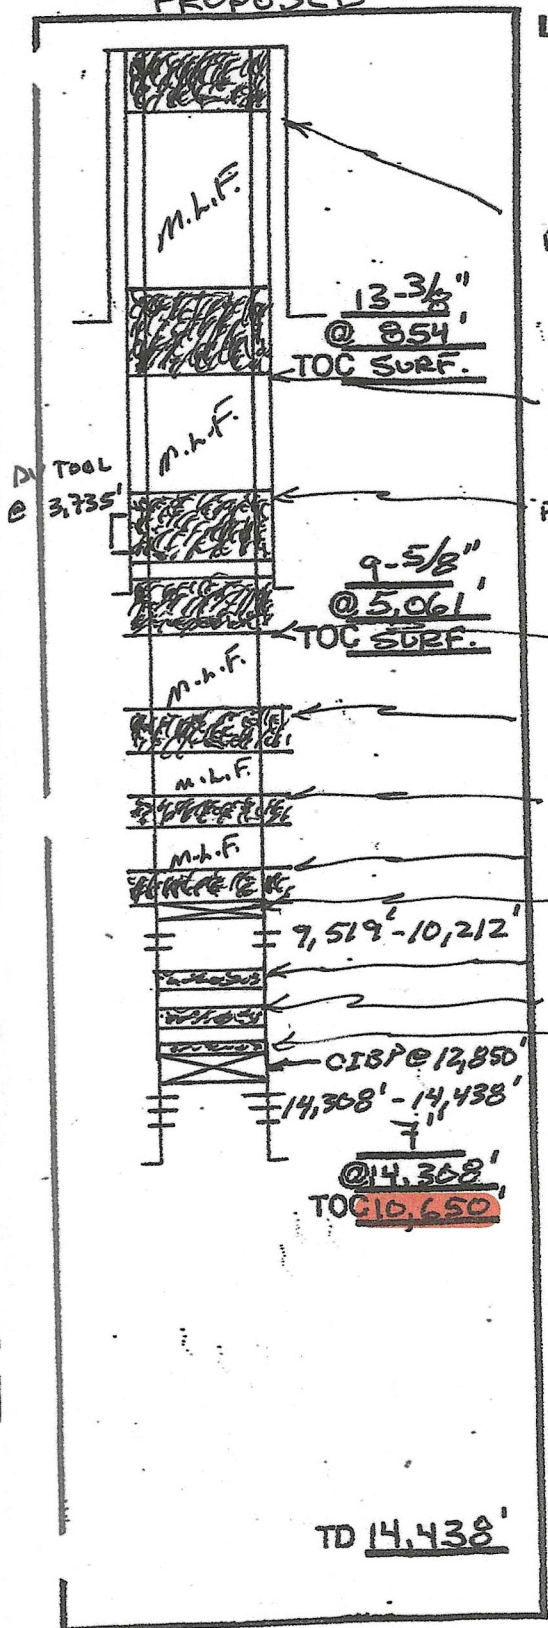 PROPOSED
M.L.F.
13-3/8"
@ 854'
TOC SURF.
M.L.F.
DV TOOL
@ 3,735'
9-5/8"
@ 5,061'
TOC SURF.
M.L.F.
M.L.F.
M.L.F.
9,519'-10,212'
CIBP @ 12,850'
14,308'-14,438'
7"
@ 14,308'
TOC 10,650'
TD 14,438'